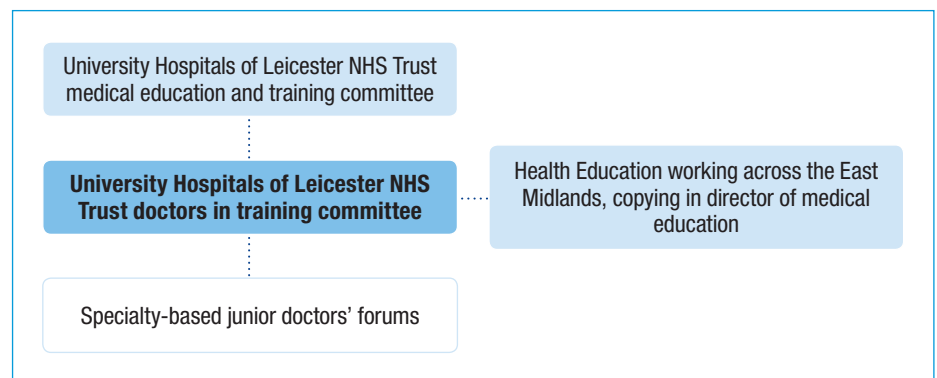 University Hospitals of Leicester NHS Trust
medical education and training committee
University Hospitals of Leicester NHS
Trust doctors in training committee
Health Education working across the East
Midlands, copying in director of medical
education
Specialty-based junior doctors’ forums